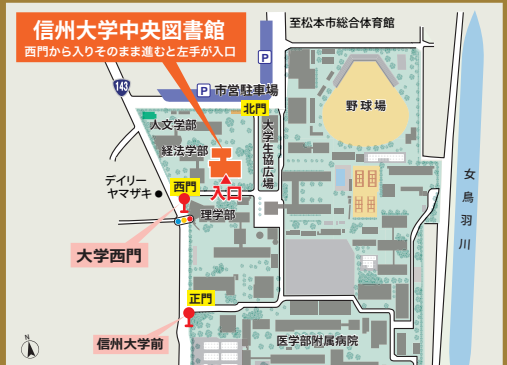 信州大学中央図書館
西門から入りそのまま進むと左手が入口
至松本市総合体育館
P
143
P 市営駐車場
北門
野球場
人文学部
大学生協広場
経法学部
デイリー
ヤマザキ
西門
入口
女鳥羽川
理学部
大学西門
正門
信州大学前
医学部附属病院
N